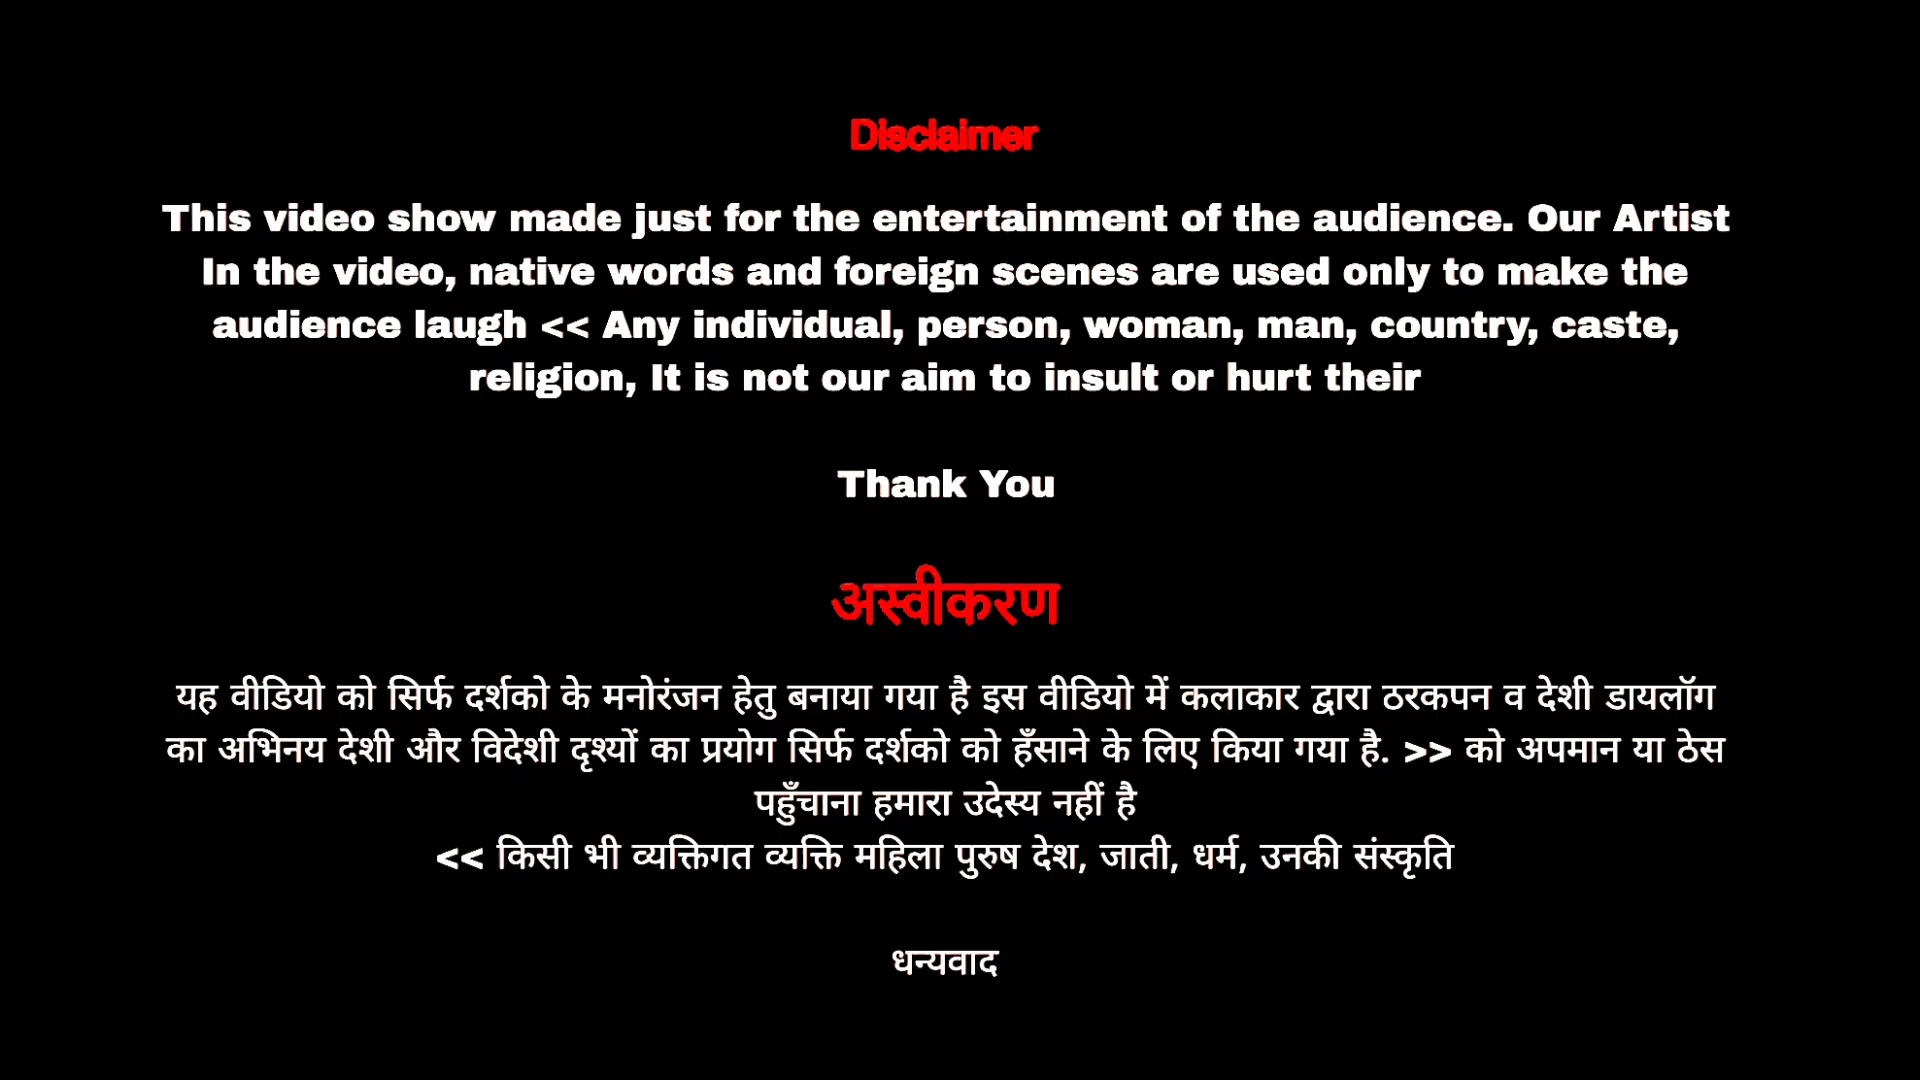 Disclaimer
This video show made just for the entertainment of the audience. Our Artist
In the video, native words and foreign scenes are used only to make the
audience laugh << Any individual, person, woman, man, country, caste,
religion, It is not our aim to insult or hurt their
Thank You
अस्वीकरण
यह वीडियो को सिर्फ दर्शको के मनोरंजन हेतु बनाया गया है इस वीडियो में कलाकार द्वारा ठरकपन व देशी डायलॉग
का अभिनय देशी और विदेशी दृश्यों का प्रयोग सिर्फ दर्शको को हँसाने के लिए किया गया है. >> को अपमान या ठेस
पहुँचाना हमारा उदेस्य नहीं है
<< किसी भी व्यक्तिगत व्यक्ति महिला पुरुष देश, जाती, धर्म, उनकी संस्कृति
धन्यवाद